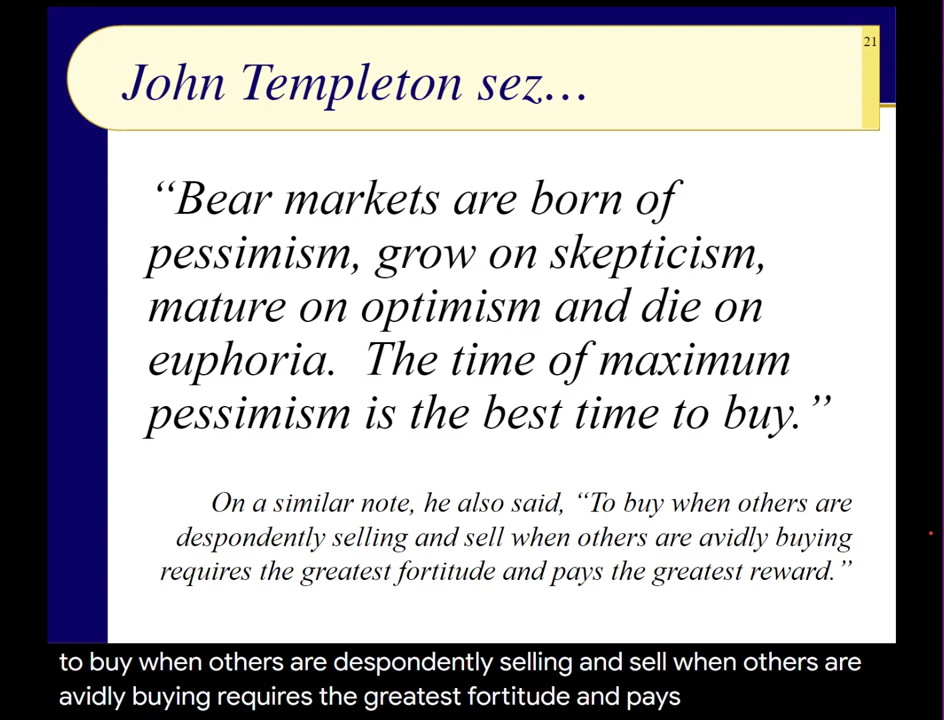 21
John Templeton sez…
“Bear markets are born of
pessimism, grow on skepticism,
mature on optimism and die on
euphoria.  The time of maximum
pessimism is the best time to buy.”
On a similar note, he also said, “To buy when others are
despondently selling and sell when others are avidly buying
requires the greatest fortitude and pays the greatest reward.”
to buy when others are despondently selling and sell when others are
avidly buying requires the greatest fortitude and pays